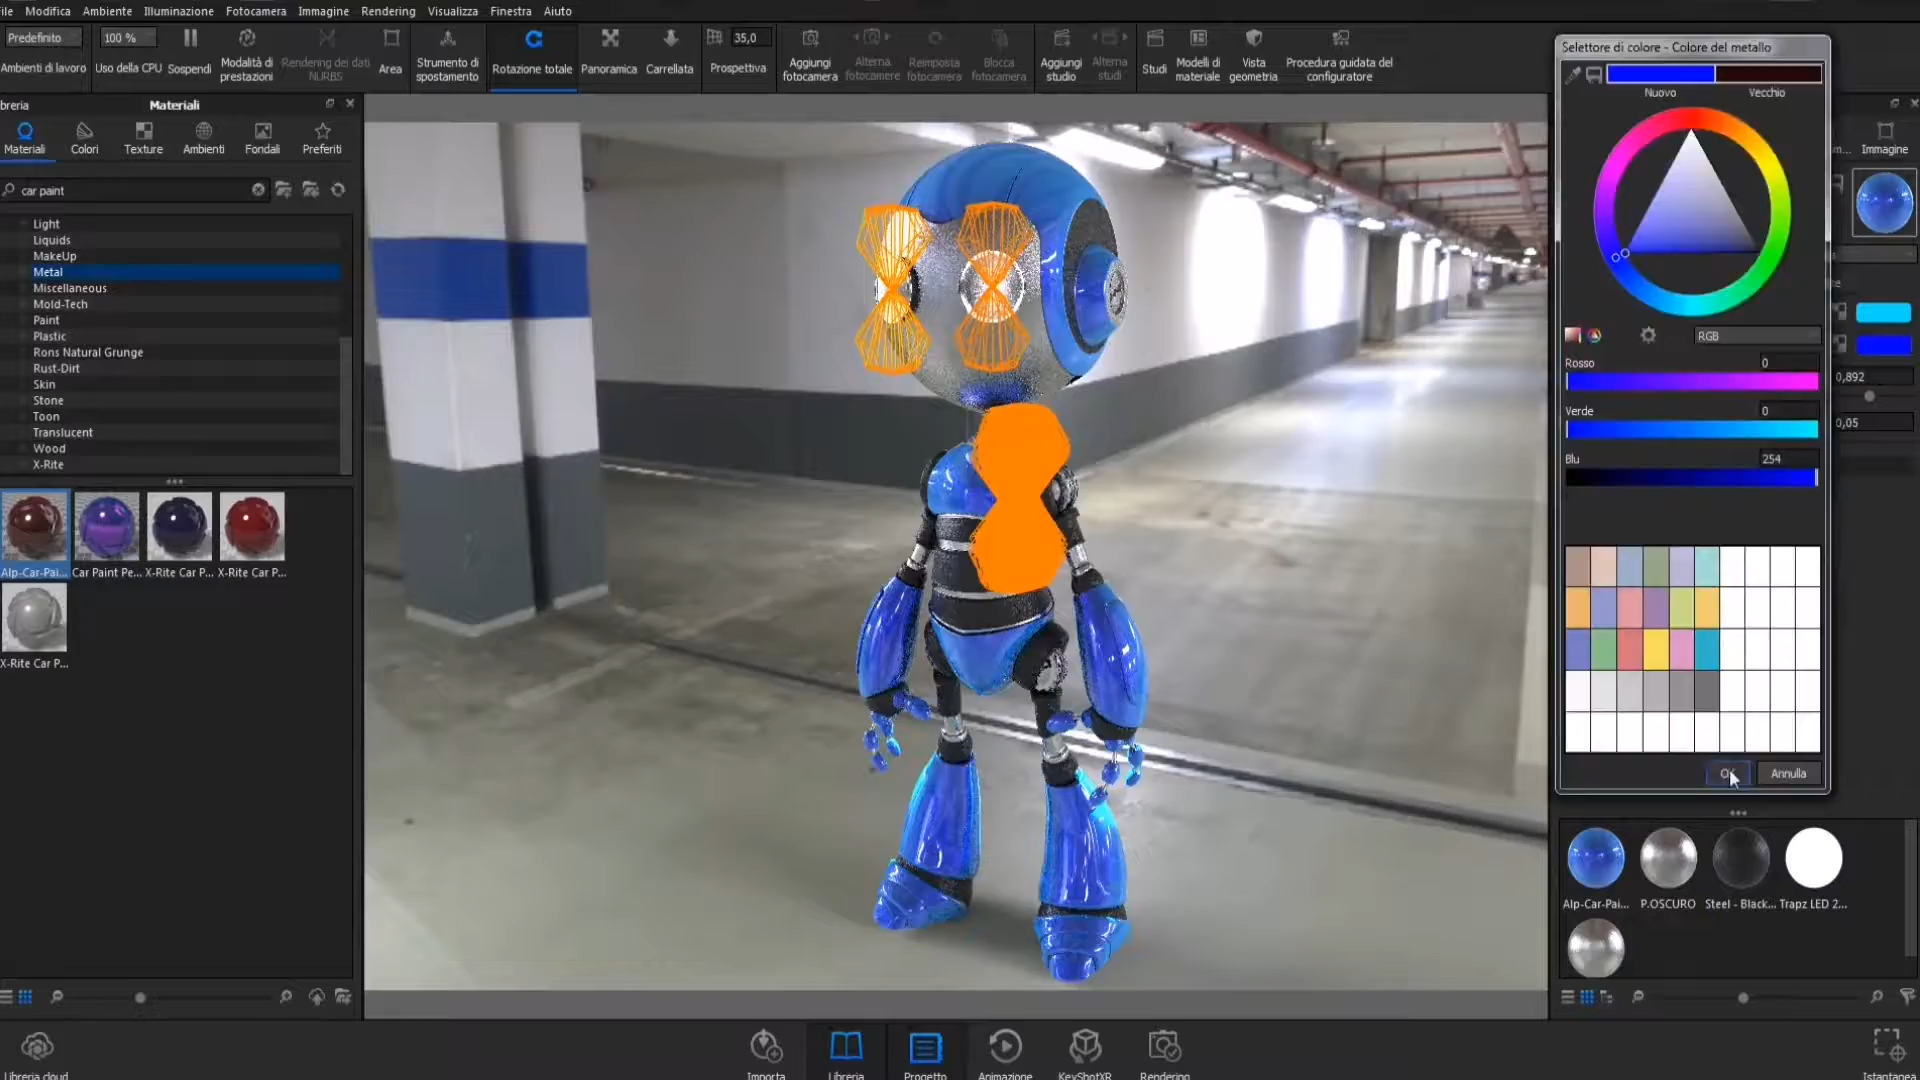 ile Modifica Ambiente Illuminazione Fotocamera Immagine Rendering Visualizza Finestra Aiuto
Predefinito 100 % 35,0
Ambienti di lavoro Uso della CPU Sospendi Modalità di prestazioni Rendering dei dati NURBS Area Strumento di spostamento Rotazione totale Panoramica Carrellata Prospettiva Aggiungi fotocamera Alterna fotocamere Reimposta fotocamera Blocca fotocamera Aggiungi studio Alterna studi Studi Modelli di materiale Vista geometria Procedura guidata del configuratore
breria Materiali
Materiali Colori Texture Ambienti Fondali Preferiti
car paint
Light
Liquids
MakeUp
Metal
Miscellaneous
Mold-Tech
Paint
Plastic
Rons Natural Grunge
Rust-Dirt
Skin
Stone
Toon
Translucent
Wood
X-Rite
Alp-Car-Pai... Car Paint Pe... X-Rite Car P... X-Rite Car P...
X-Rite Car P...
Selettore di colore - Colore del metallo
Nuovo Vecchio
RGB
Rosso 0
Verde 0
Blu 254
OK Annulla
m... Immagine
0,892
0,05
Alp-Car-Pai... P.OSCURO Steel - Black... Trapz LED 2...
Libreria cloud Importa Libreria Progetto Animazione KeyShotXR Rendering Istantanea